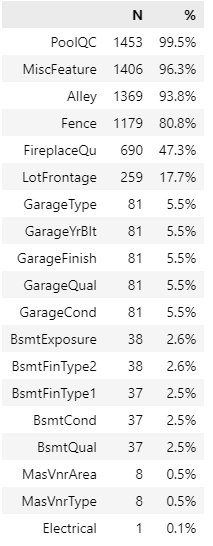 N %
PoolQC 1453 99.5%
MiscFeature 1406 96.3%
Alley 1369 93.8%
Fence 1179 80.8%
FireplaceQu 690 47.3%
LotFrontage 259 17.7%
GarageType 81 5.5%
GarageYrBlt 81 5.5%
GarageFinish 81 5.5%
GarageQual 81 5.5%
GarageCond 81 5.5%
BsmtExposure 38 2.6%
BsmtFinType2 38 2.6%
BsmtFinType1 37 2.5%
BsmtCond 37 2.5%
BsmtQual 37 2.5%
MasVnrArea 8 0.5%
MasVnrType 8 0.5%
Electrical 1 0.1%